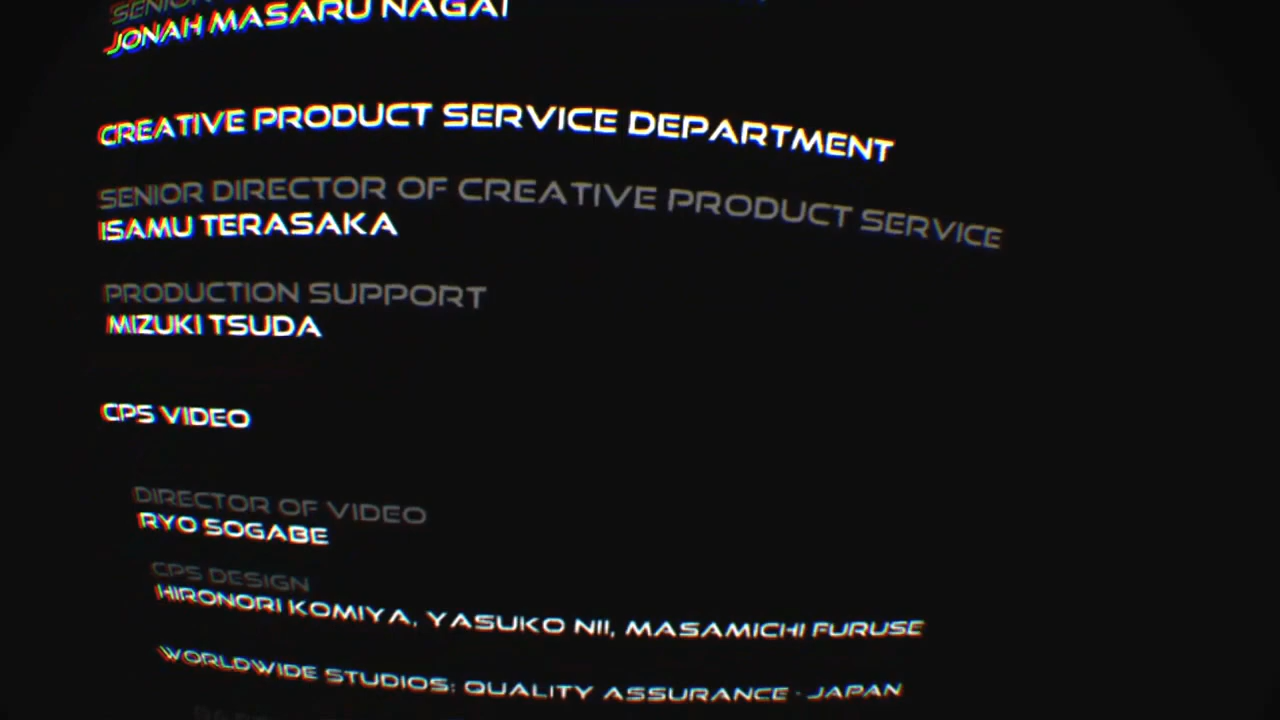 SENIOR
JONAH MASARU NAGAI
CREATIVE PRODUCT SERVICE DEPARTMENT
SENIOR DIRECTOR OF CREATIVE PRODUCT SERVICE
ISAMU TERASAKA
PRODUCTION SUPPORT
MIZUKI TSUDA
CPS VIDEO
DIRECTOR OF VIDEO
RYO SOGABE
CPS DESIGN
HIRONORI KOMIYA, YASUKO NII, MASAMICHI FURUSE
WORLDWIDE STUDIOS: QUALITY ASSURANCE - JAPAN